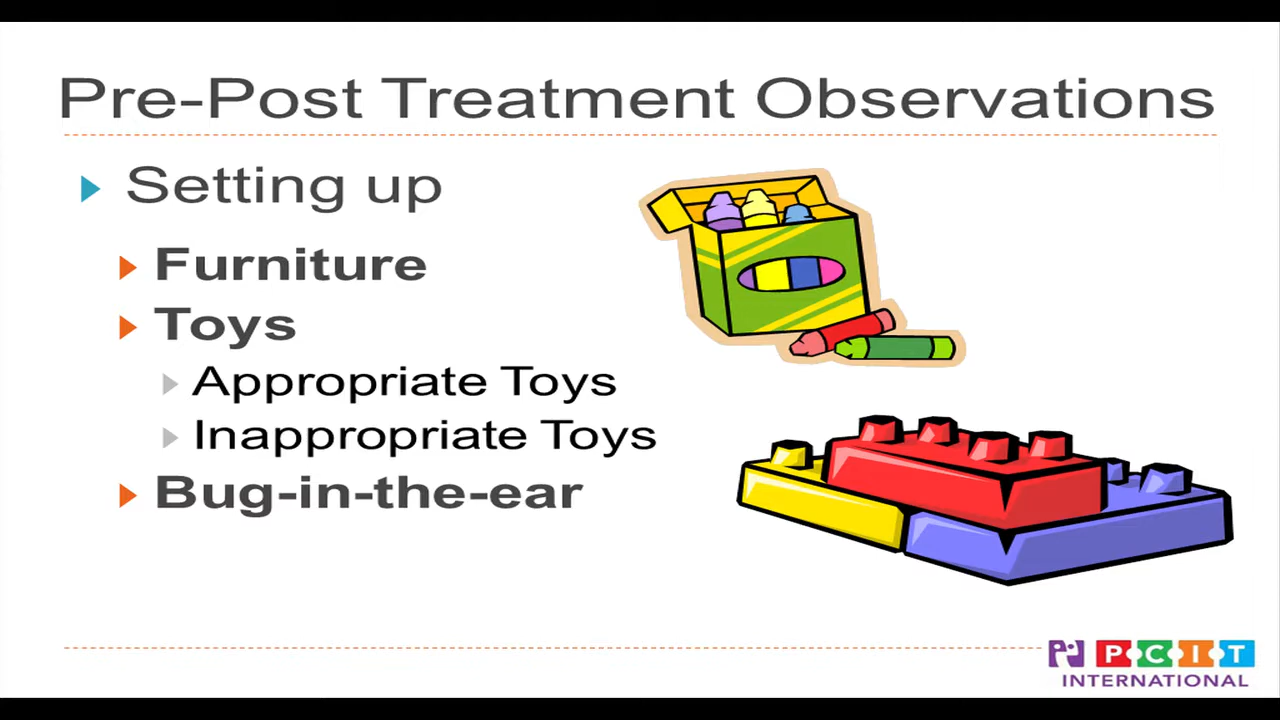 Pre-Post Treatment Observations
Setting up
Furniture
Toys
Appropriate Toys
Inappropriate Toys
Bug-in-the-ear
PCIT
INTERNATIONAL